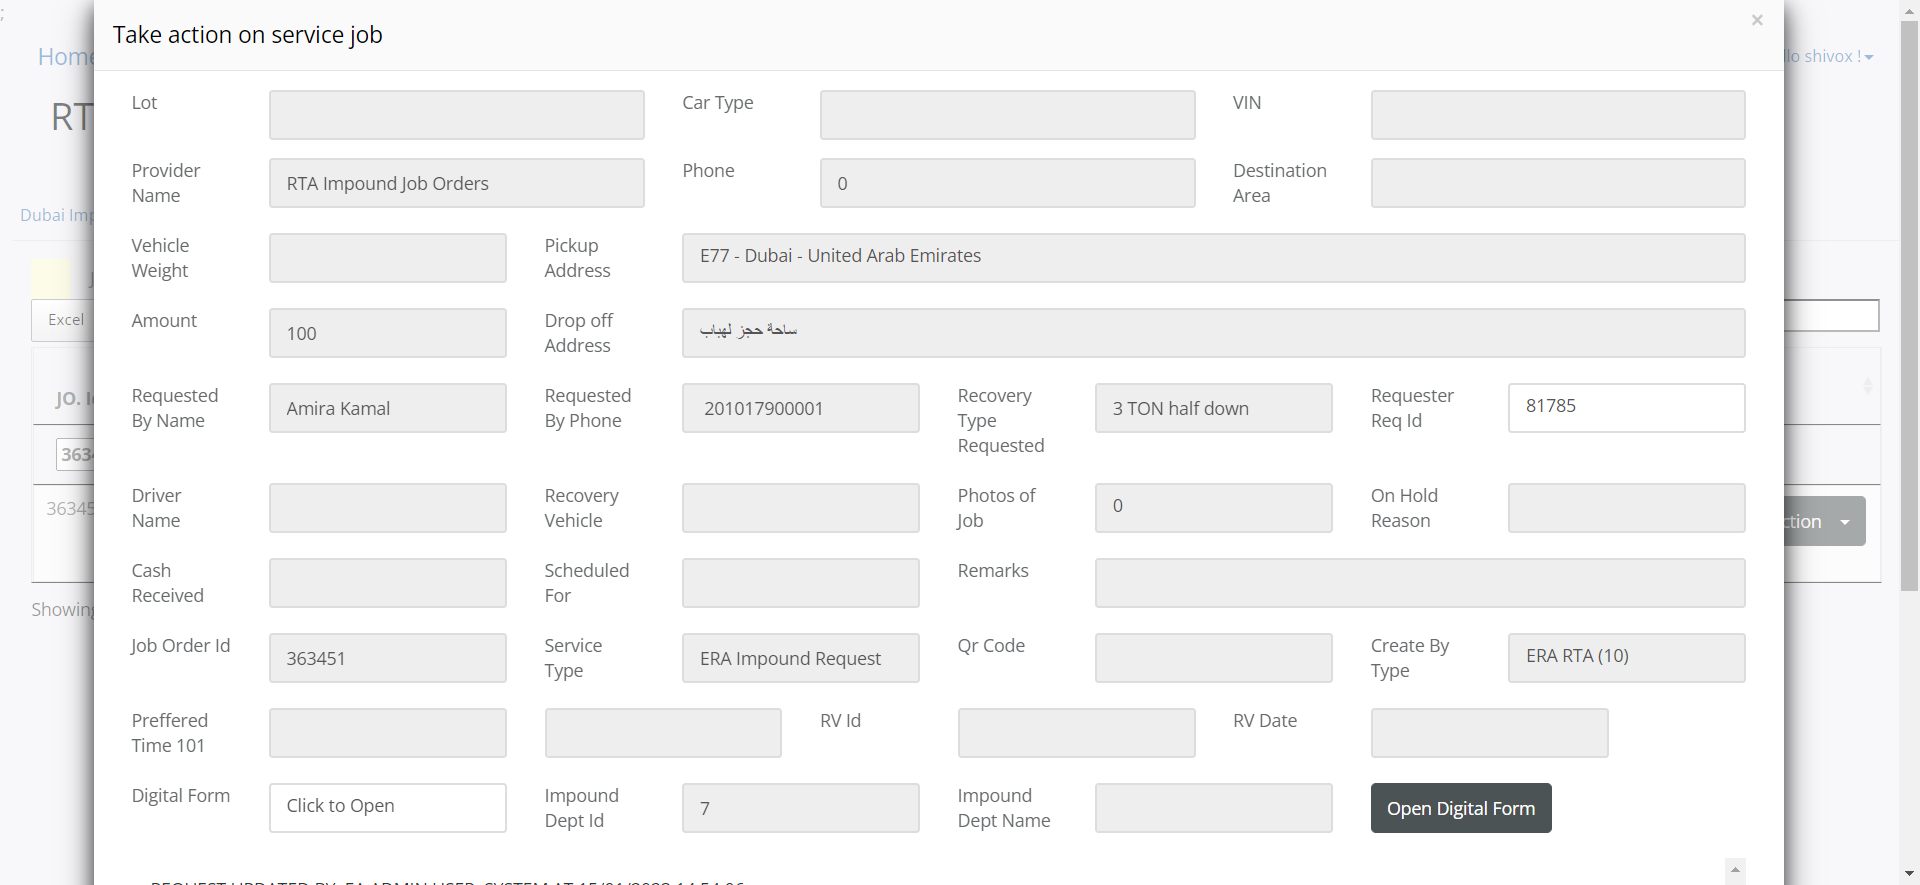 ;
Take action on service job
×
Home
llo shivox !
RT
Lot
Car Type
VIN
Provider Name
RTA Impound Job Orders
Phone
0
Destination Area
Dubai Imp
Vehicle Weight
Pickup Address
E77 - Dubai - United Arab Emirates
Excel
Amount
100
Drop off Address
ساحة حجز لهباب
JO. I
Requested By Name
Amira Kamal
Requested By Phone
201017900001
Recovery Type Requested
3 TON half down
Requester Req Id
81785
363
36345
Driver Name
Recovery Vehicle
Photos of Job
0
On Hold Reason
ction
Showing
Cash Received
Scheduled For
Remarks
Job Order Id
363451
Service Type
ERA Impound Request
Qr Code
Create By Type
ERA RTA (10)
Preffered Time 101
RV Id
RV Date
Digital Form
Click to Open
Impound Dept Id
7
Impound Dept Name
Open Digital Form